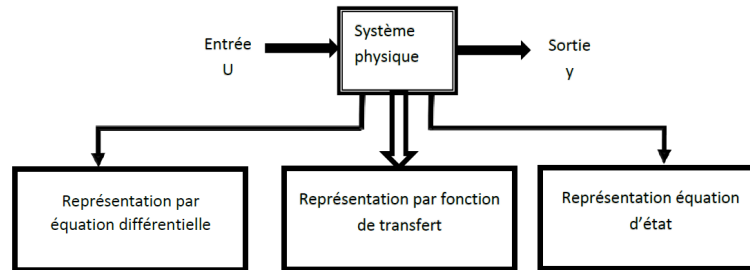 Système
physique
Entrée
U
Sortie
y
Représentation par
équation différentielle
Représentation par fonction
de transfert
Représentation équation
d'état